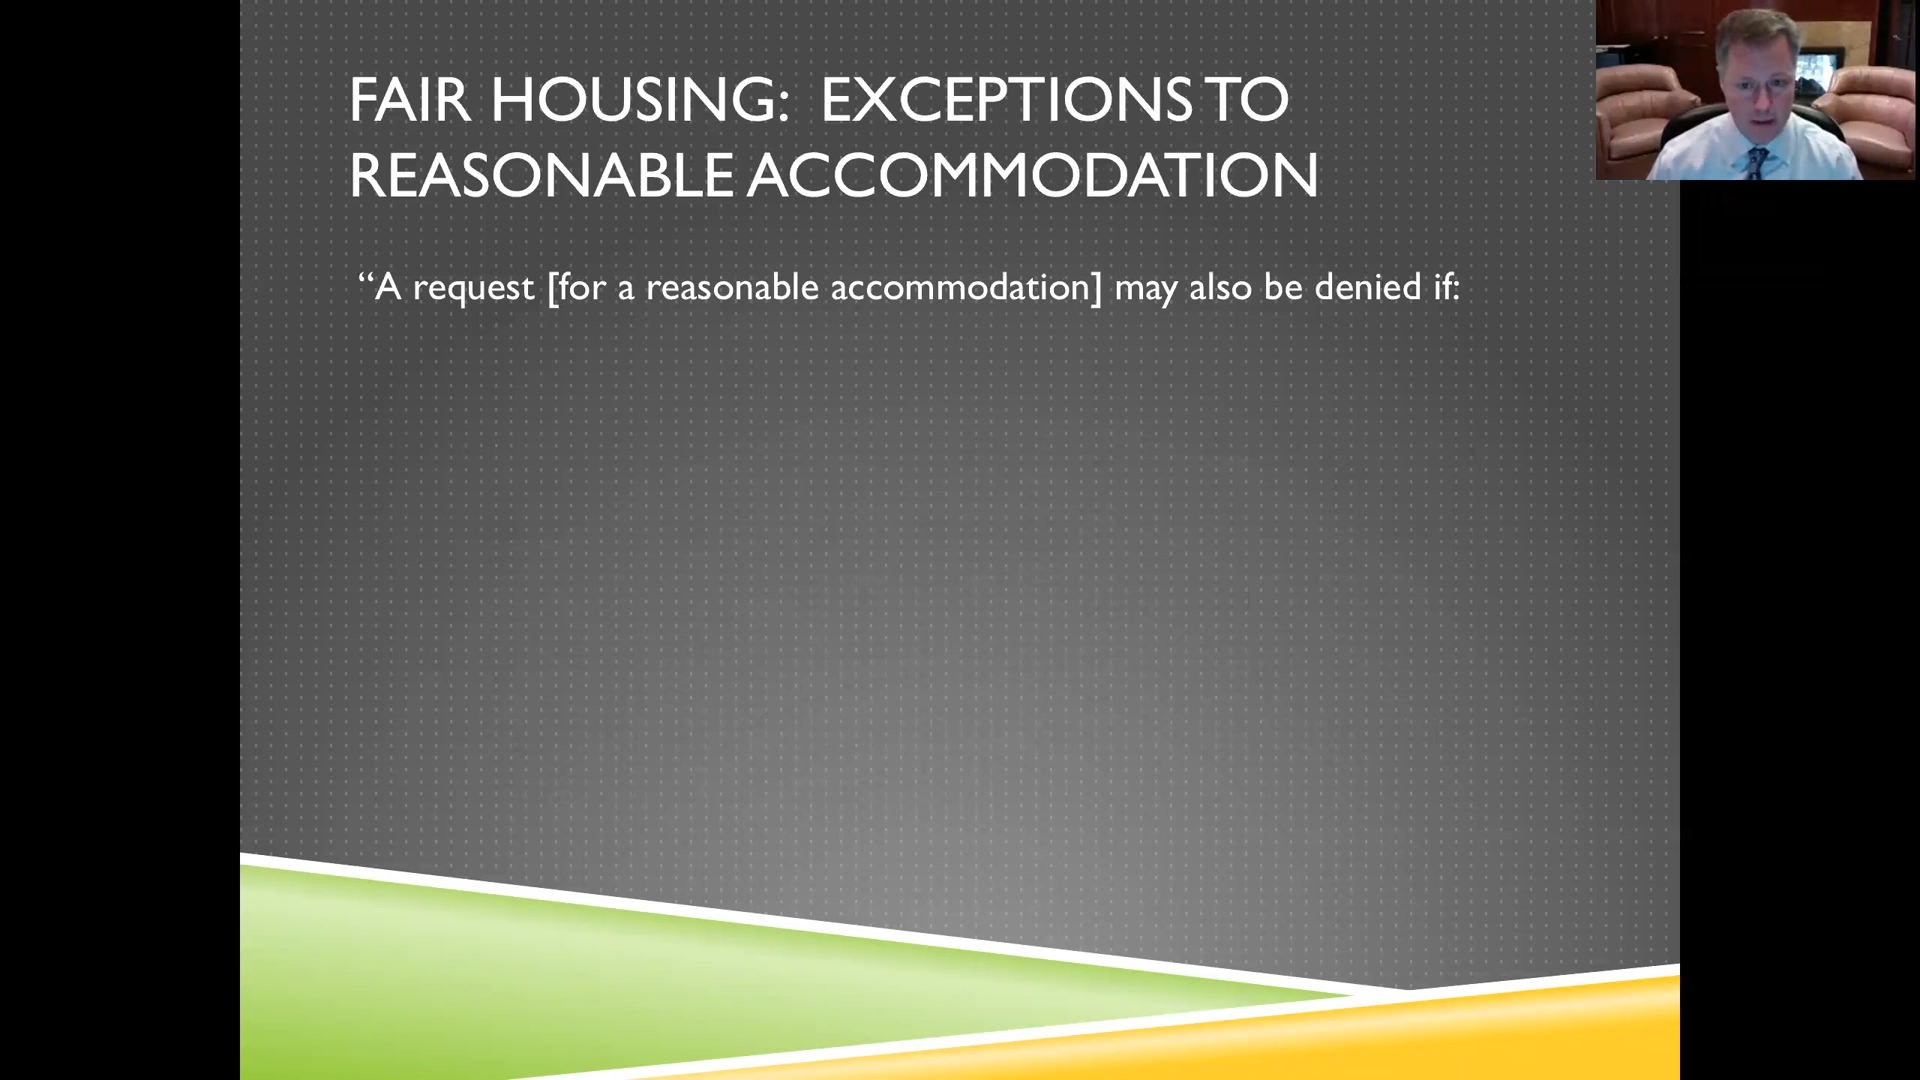 FAIR HOUSING: EXCEPTIONS TO
REASONABLE ACCOMMODATION
“A request [for a reasonable accommodation] may also be denied if: